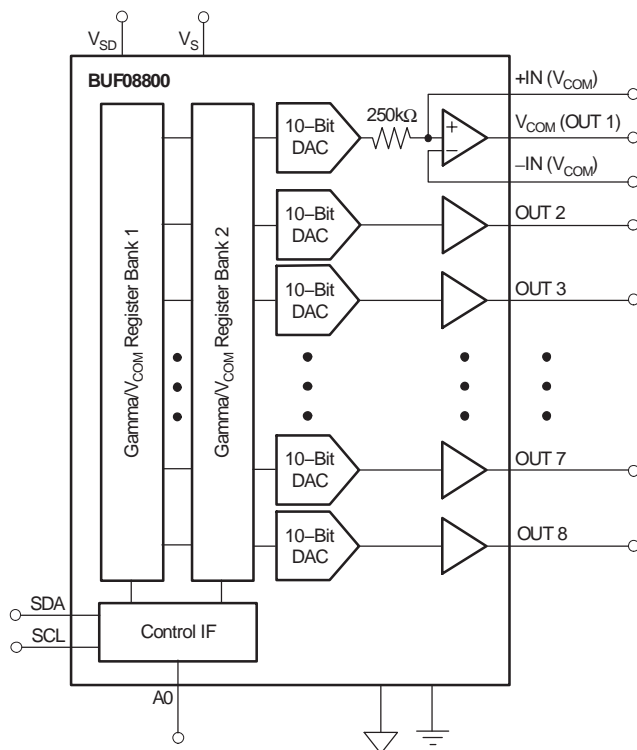 V_SD
V_S
BUF08800
Gamma/V_COM Register Bank 1
Gamma/V_COM Register Bank 2
10–Bit
DAC
250kΩ
+
−
+IN (V_COM)
V_COM (OUT 1)
−IN (V_COM)
10–Bit
DAC
OUT 2
10–Bit
DAC
OUT 3
10–Bit
DAC
OUT 7
10–Bit
DAC
OUT 8
SDA
SCL
Control IF
A0